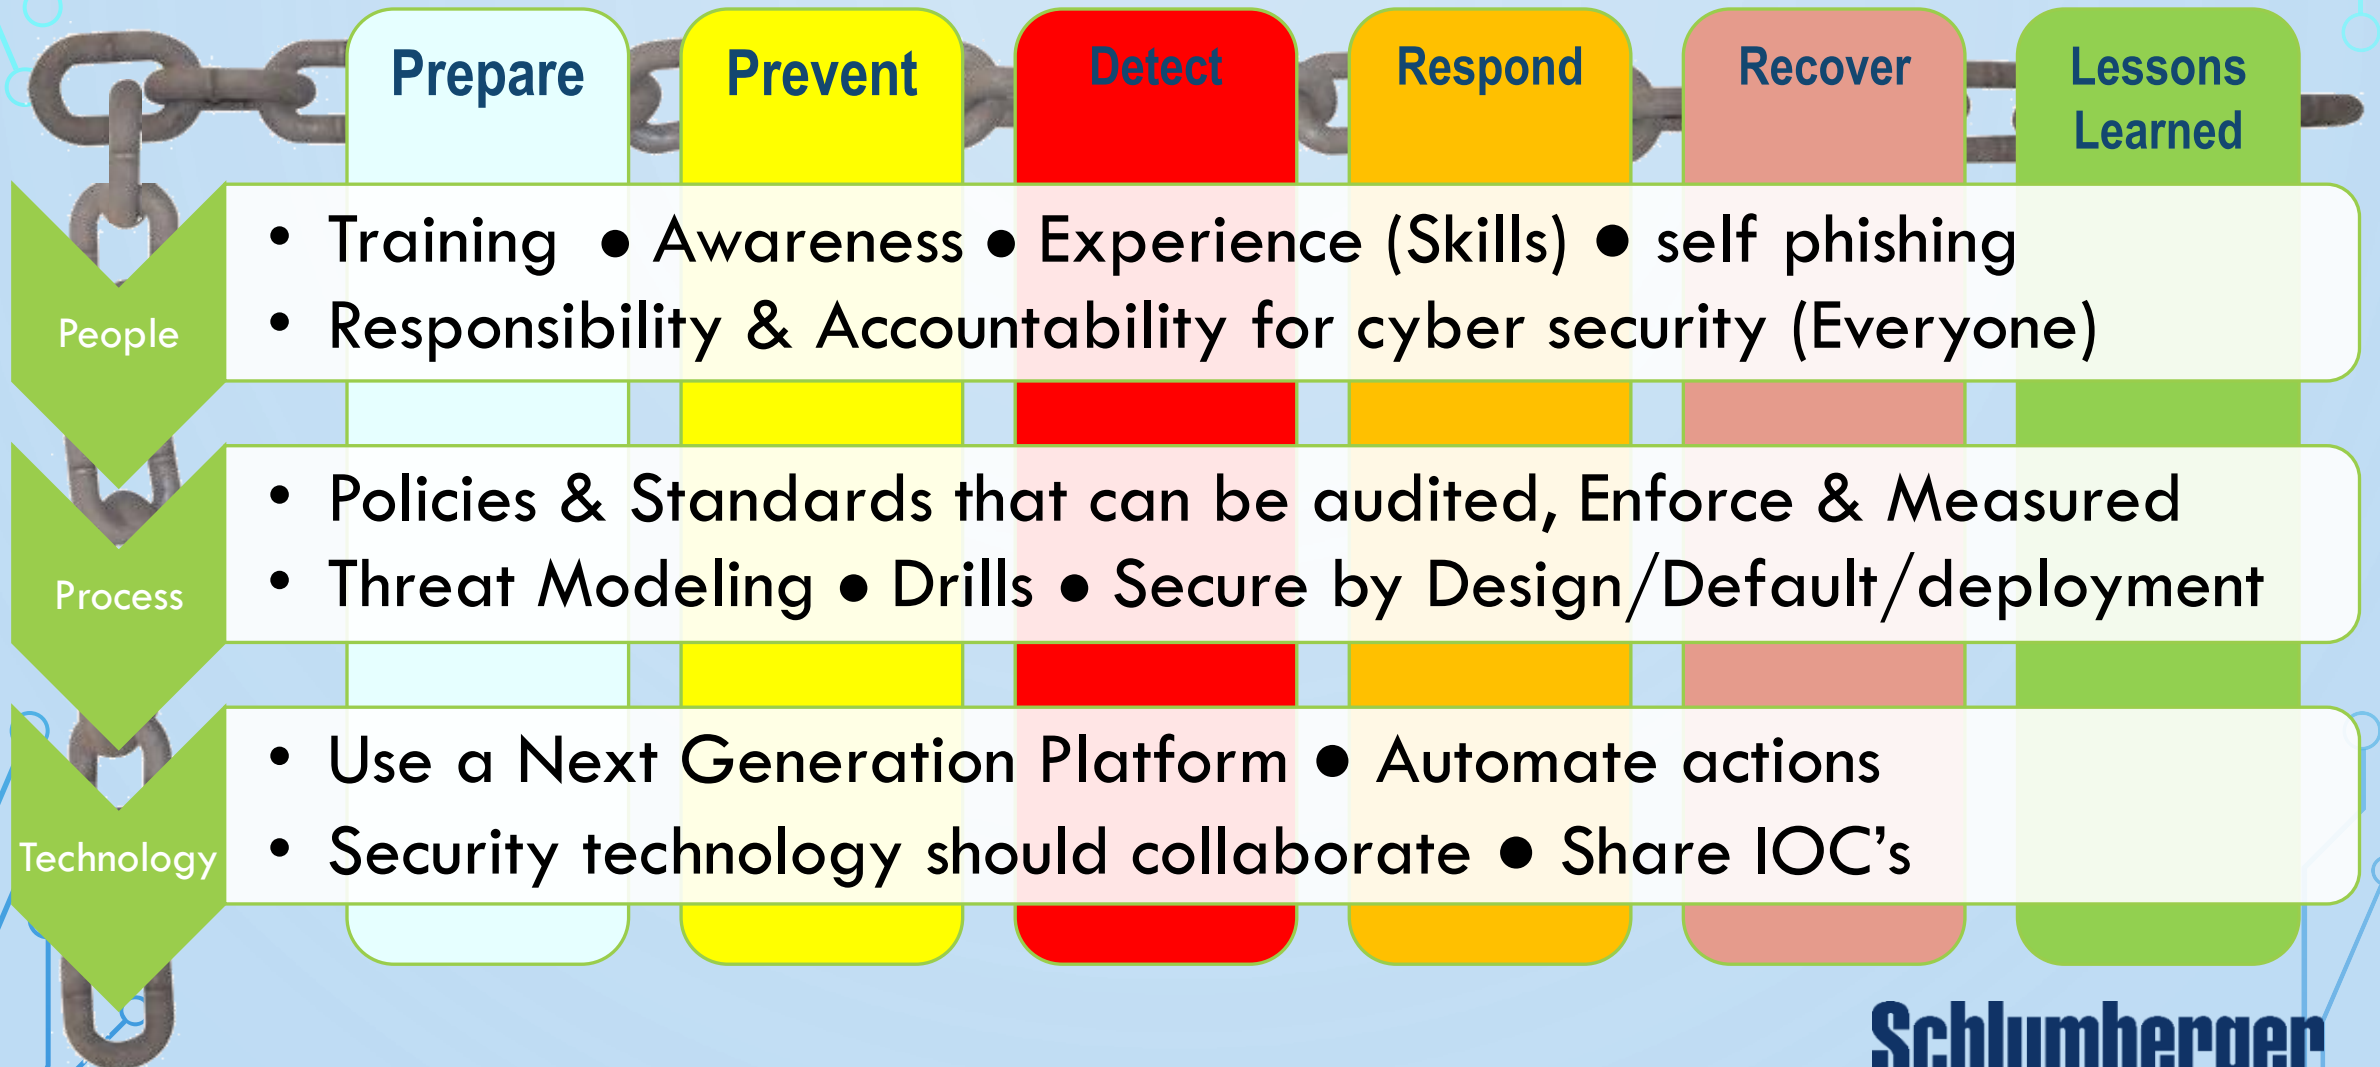 Prepare
Prevent
Detect
Respond
Recover
Lessons
Learned
People
• Training ● Awareness ● Experience (Skills) ● self phishing
• Responsibility & Accountability for cyber security (Everyone)
Process
• Policies & Standards that can be audited, Enforce & Measured
• Threat Modeling ● Drills ● Secure by Design/Default/deployment
Technology
• Use a Next Generation Platform ● Automate actions
• Security technology should collaborate ● Share IOC’s
Schlumberger